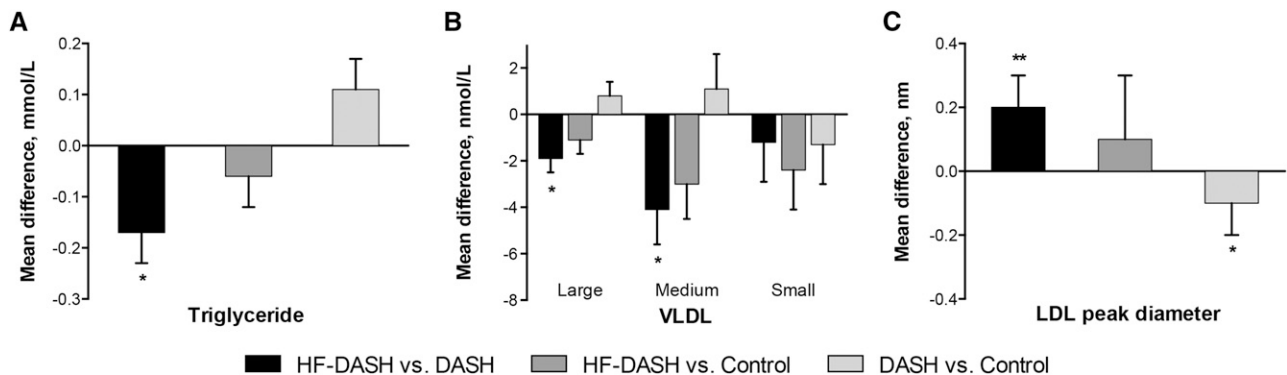 A
Mean difference, mmol/L
0.2
0.1
0.0
-0.1
-0.2
-0.3
*
Triglyceride
B
Mean difference, nmol/L
2
0
-2
-4
-6
-8
*
*
Large Medium Small
VLDL
C
Mean difference, nm
0.4
0.2
0.0
-0.2
-0.4
**
*
LDL peak diameter
HF-DASH vs. DASH HF-DASH vs. Control DASH vs. Control